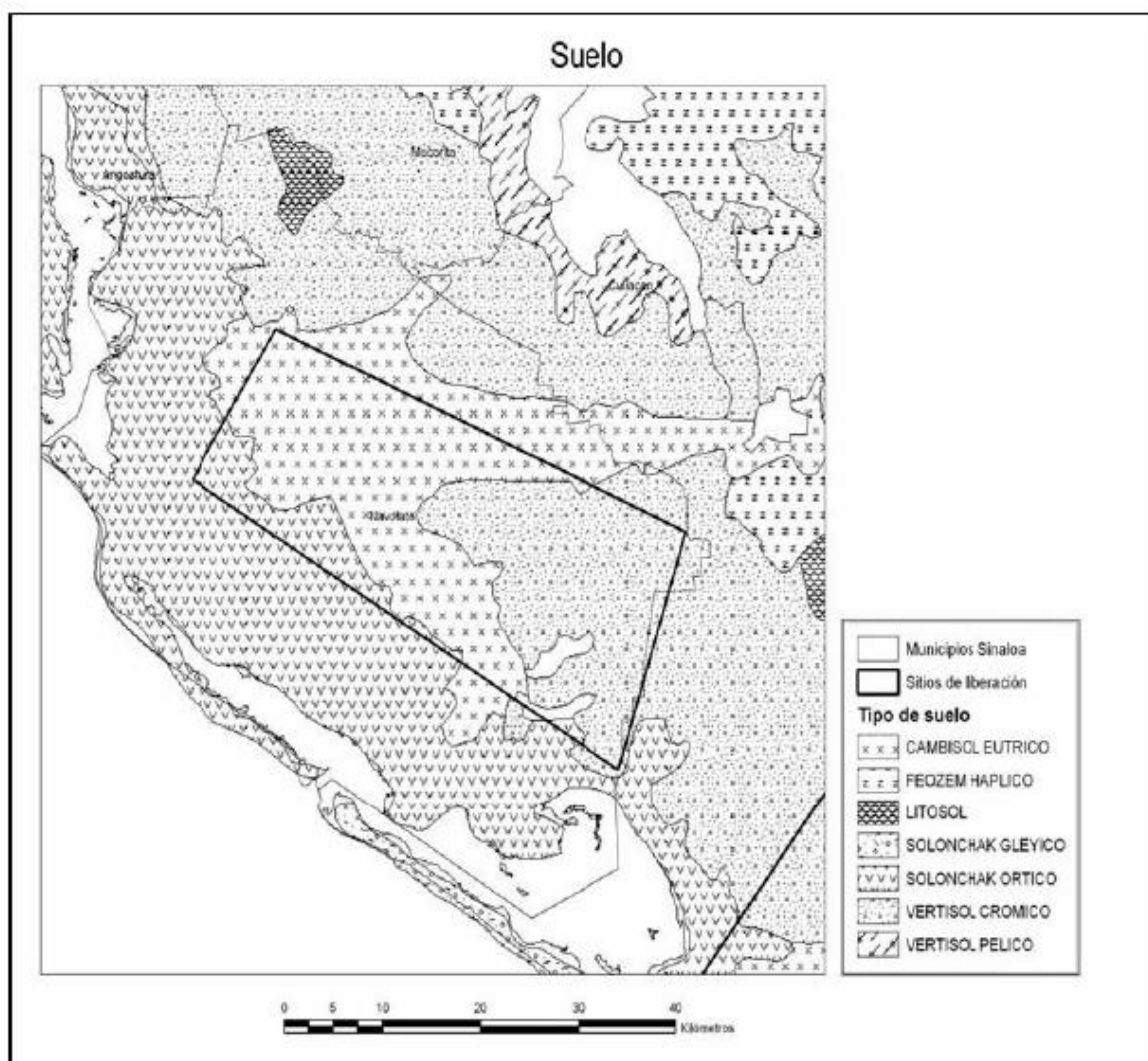 Suelo
Mocorito
Angostura
Culiacan
Navolato
Municipios Sinaloa
Sitios de liberación
Tipo de suelo
CAMBISOL EUTRICO
FEOZEM HAPLICO
LITOSOL
SOLONCHAK GLEYICO
SOLONCHAK ORTICO
VERTISOL CROMICO
VERTISOL PELICO
0 5 10 20 30 40
Kilómetros